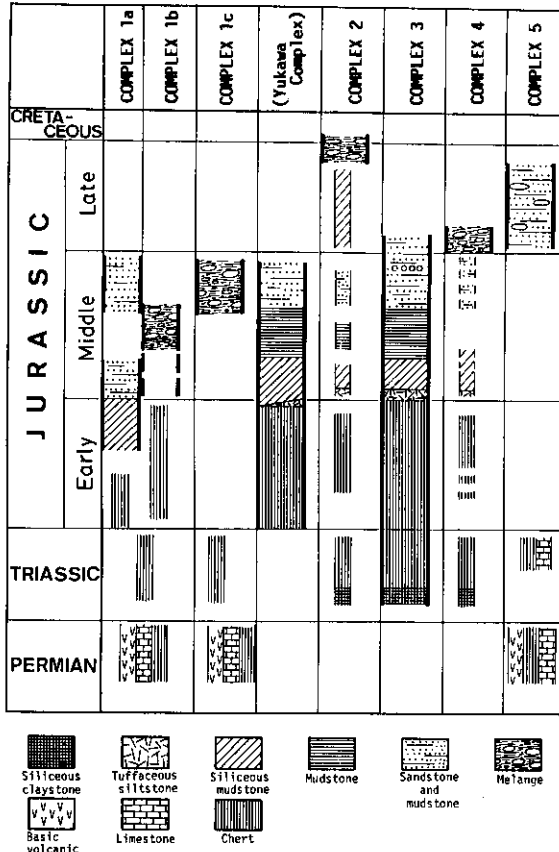 COMPLEX 1a
COMPLEX 1b
COMPLEX 1c
(Yukawa
Complex)
COMPLEX 2
COMPLEX 3
COMPLEX 4
COMPLEX 5
CRETA-
CEOUS
JURASSIC
Late
Middle
Early
TRIASSIC
PERMIAN
Siliceous
claystone
Tuffaceous
siltstone
Siliceous
mudstone
Mudstone
Sandstone
and
mudstone
Melange
Basic
volcanic
Limestone
Chert